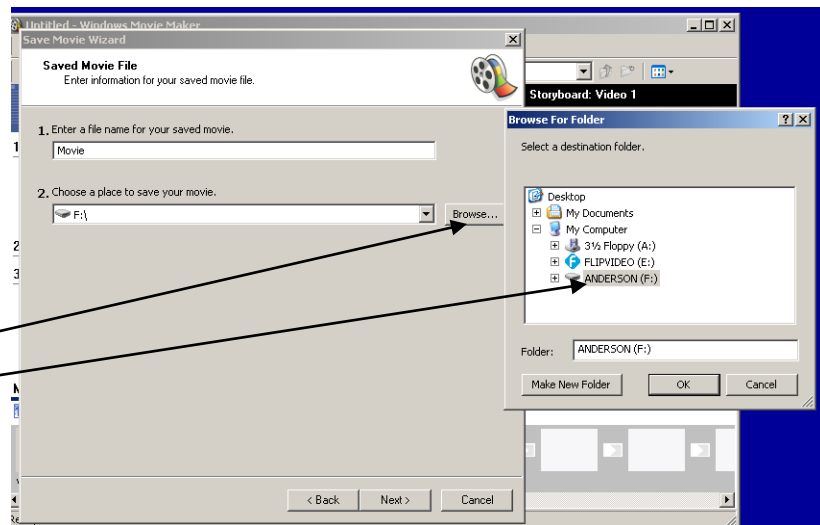 Untitled - Windows Movie Maker
Save Movie Wizard
Saved Movie File
Enter information for your saved movie file.
1. Enter a file name for your saved movie.
Movie
2. Choose a place to save your movie.
F:\
Browse...
< Back
Next >
Cancel
Storyboard: Video 1
Browse For Folder
Select a destination folder.
Desktop
My Documents
My Computer
3½ Floppy (A:)
FLIPVIDEO (E:)
ANDERSON (F:)
Folder: ANDERSON (F:)
Make New Folder
OK
Cancel
1
2
3